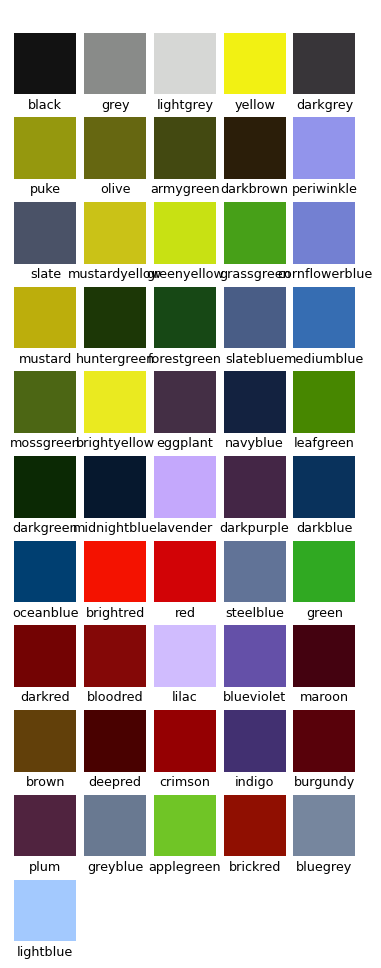 black grey lightgrey yellow darkgrey
puke olive armygreen darkbrown periwinkle
slate mustardyellow greenyellow grassgreen cornflowerblue
mustard huntergreen forestgreen slateblue mediumblue
mossgreen brightyellow eggplant navyblue leafgreen
darkgreen midnightblue lavender darkpurple darkblue
oceanblue brightred red steelblue green
darkred bloodred lilac blueviolet maroon
brown deepred crimson indigo burgundy
plum greyblue applegreen brickred bluegrey
lightblue